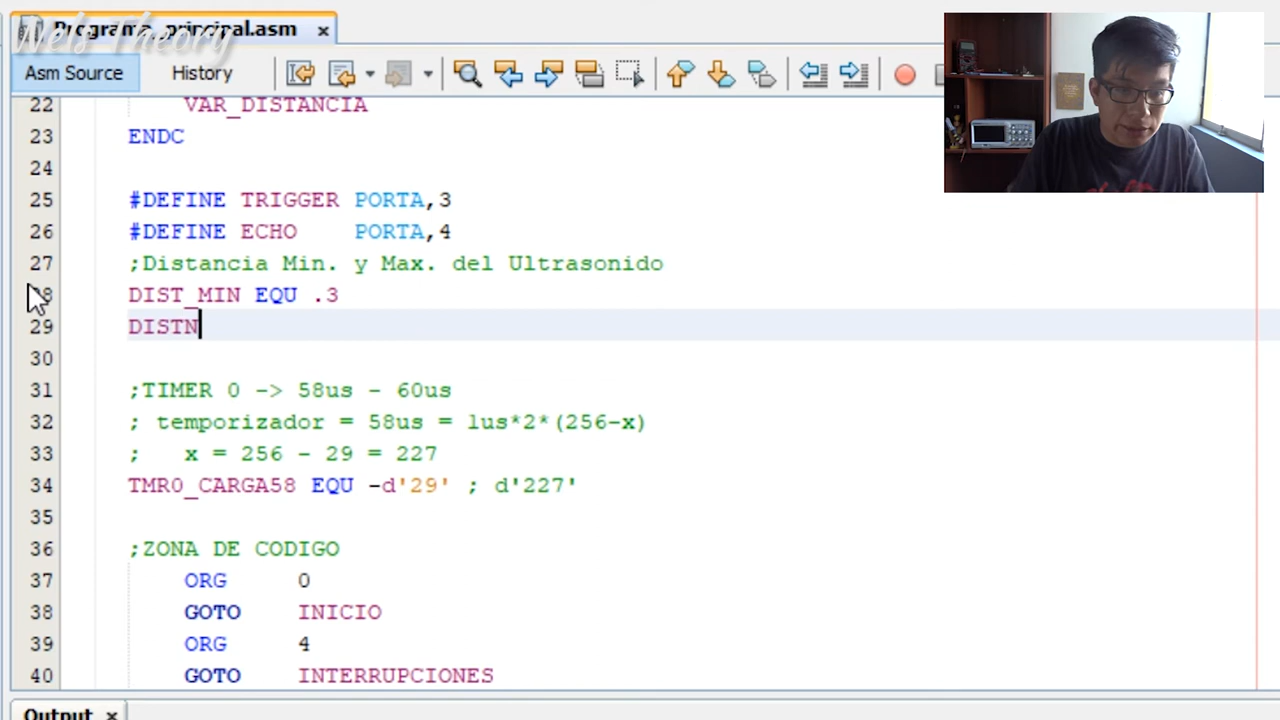 Programa_principal.asm
Wels Theory
Asm Source
History
22 VAR_DISTANCIA
23 ENDC
24
25 #DEFINE TRIGGER PORTA,3
26 #DEFINE ECHO PORTA,4
27 ;Distancia Min. y Max. del Ultrasonido
28 DIST_MIN EQU .3
29 DISTN
30
31 ;TIMER 0 -> 58us - 60us
32 ; temporizador = 58us = 1us*2*(256-x)
33 ; x = 256 - 29 = 227
34 TMR0_CARGA58 EQU -d'29' ; d'227'
35
36 ;ZONA DE CODIGO
37 ORG 0
38 GOTO INICIO
39 ORG 4
40 GOTO INTERRUPCIONES
Output